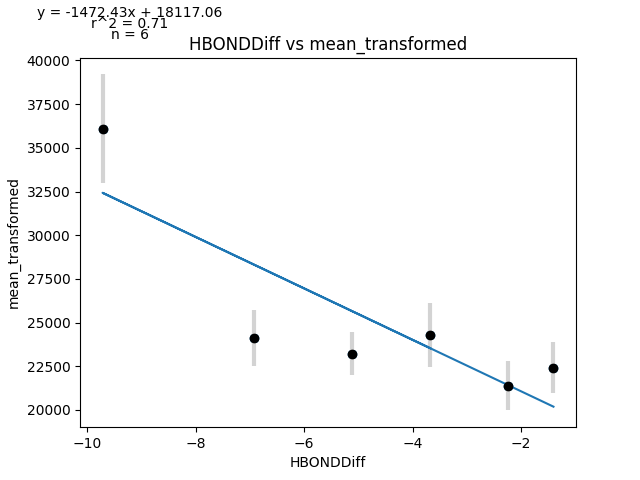 y = -1472.43x + 18117.06
r^2 = 0.71
n = 6
HBONDDiff vs mean_transformed
mean_transformed
40000
37500
35000
32500
30000
27500
25000
22500
20000
−10
−8
−6
−4
−2
HBONDDiff